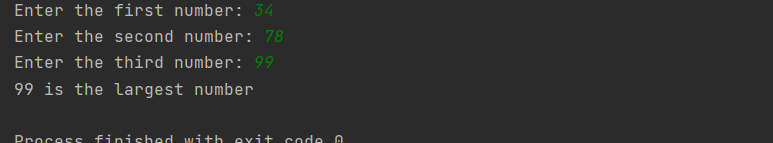 Enter the first number: 34
Enter the second number: 78
Enter the third number: 99
99 is the largest number
Process finished with exit code 0